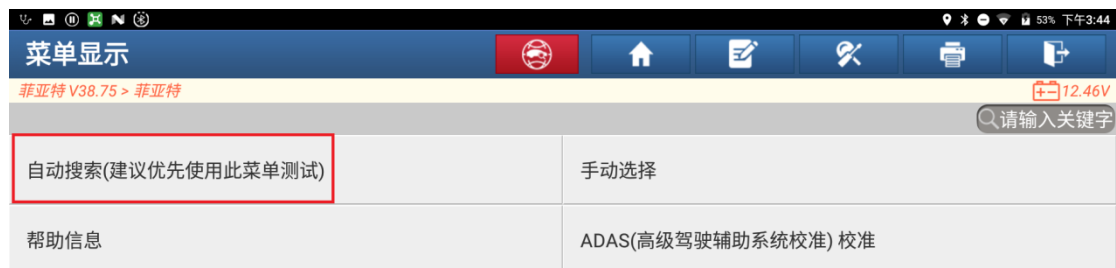 53% 下午3:44
菜单显示
菲亚特 V38.75 > 菲亚特
12.46V
请输入关键字
自动搜索(建议优先使用此菜单测试)
手动选择
帮助信息
ADAS(高级驾驶辅助系统校准) 校准